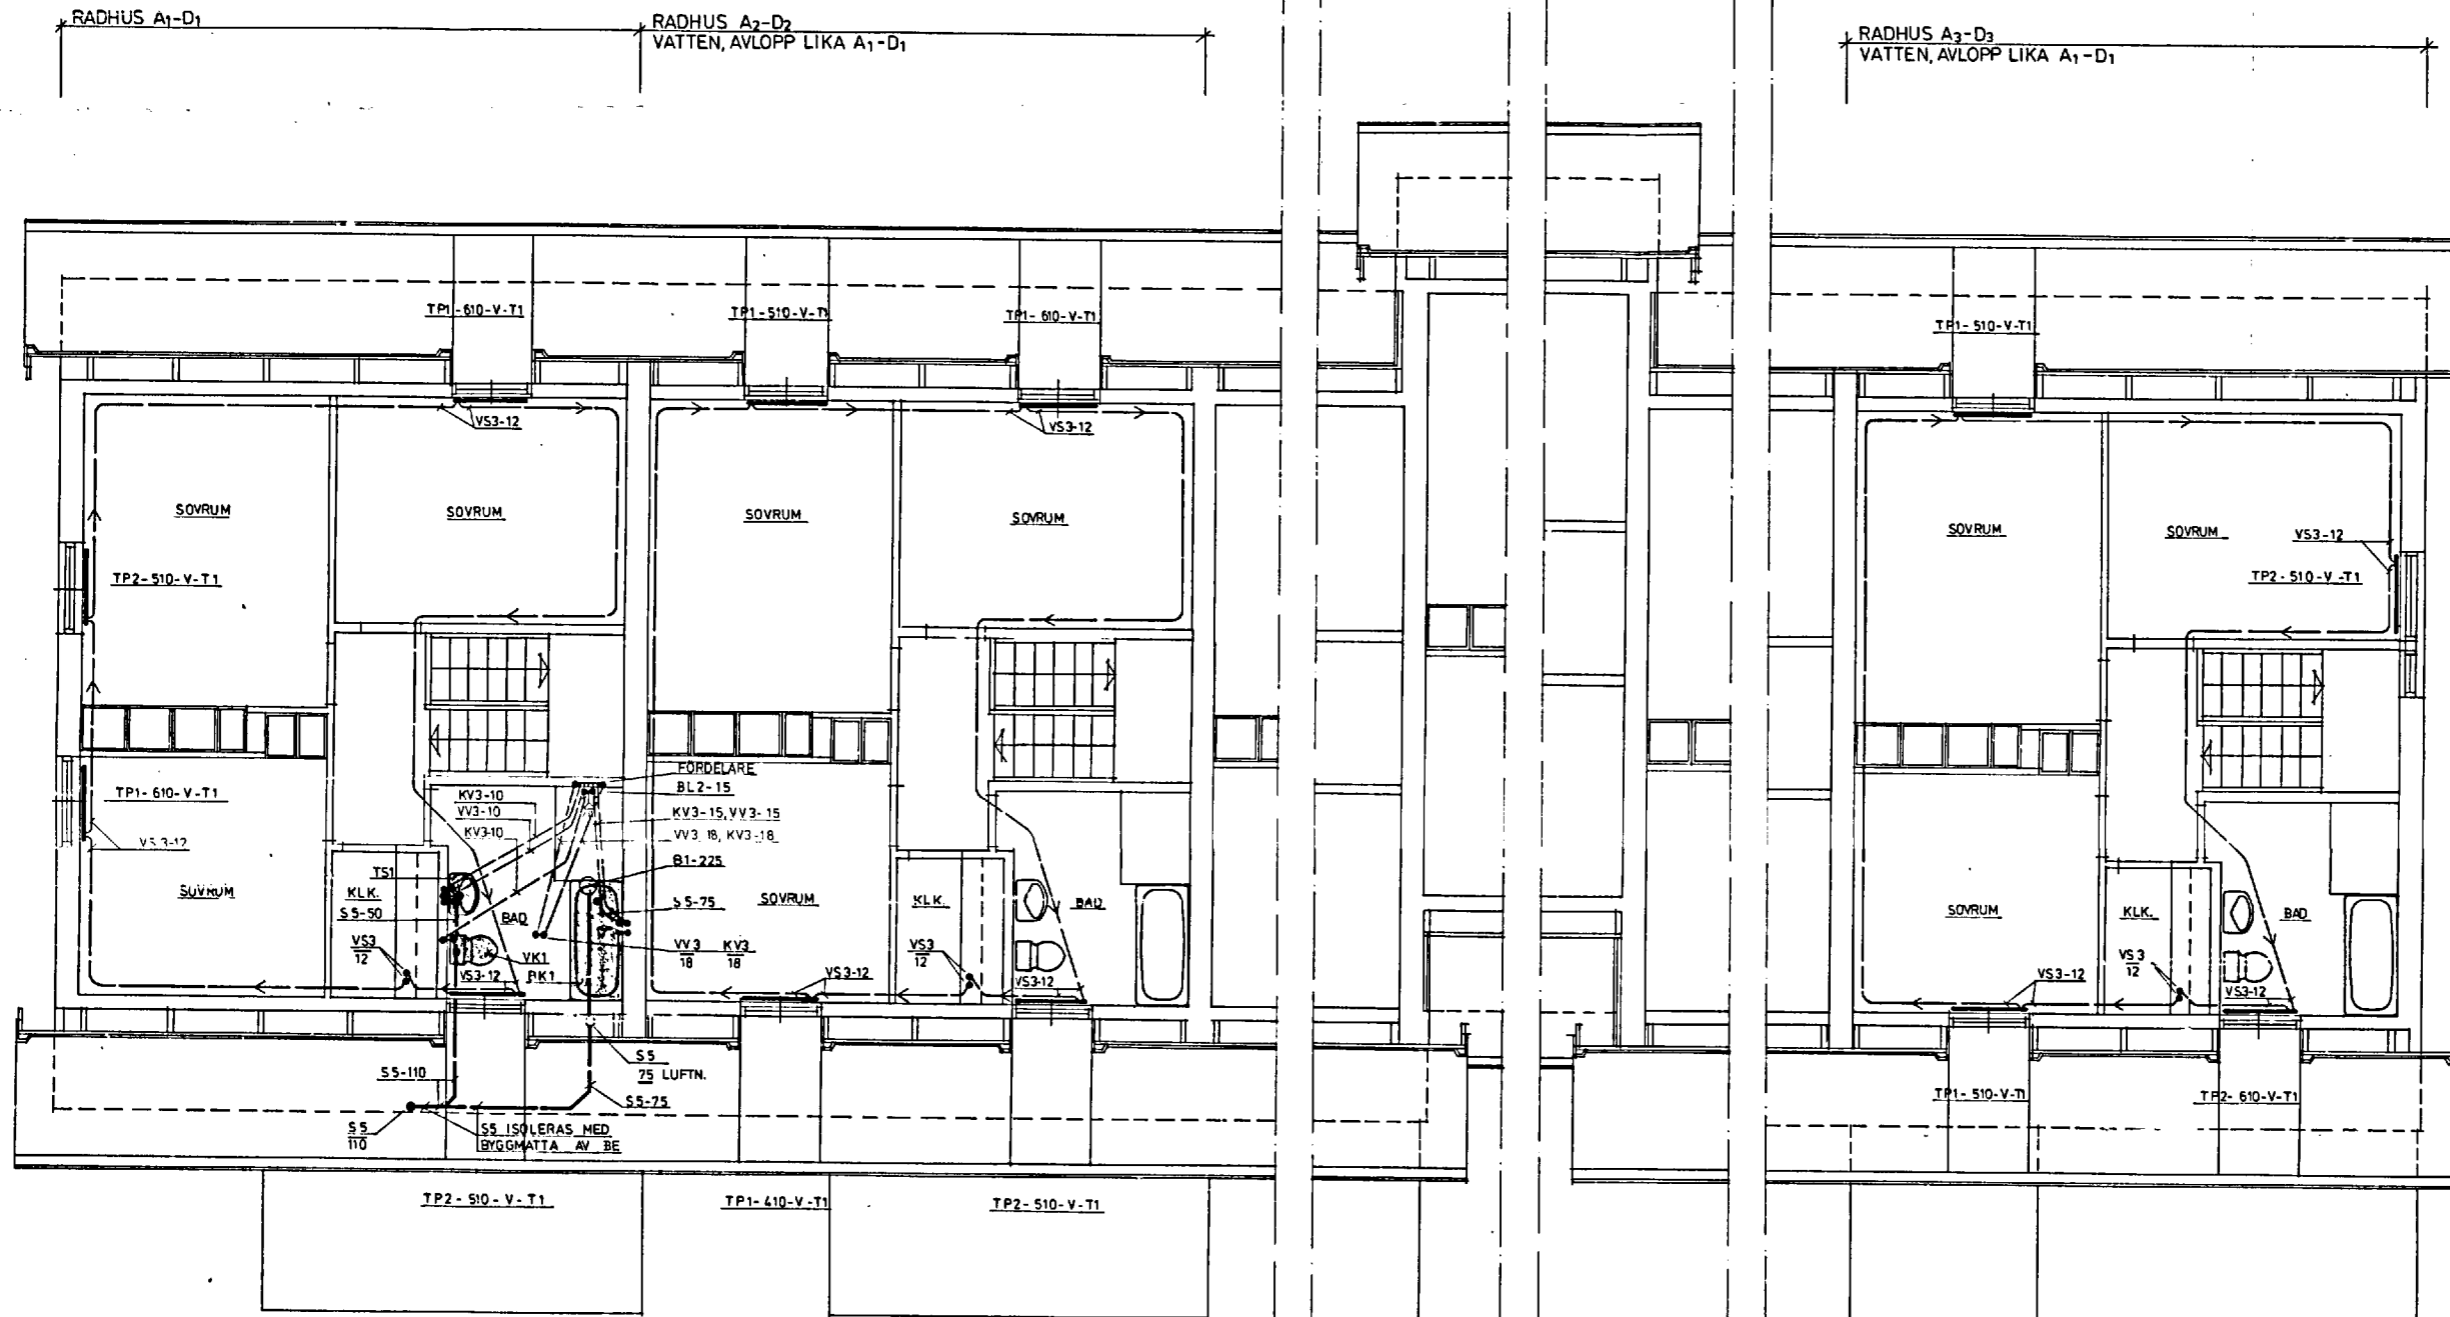 RADHUS A1-D1
RADHUS A2-D2
VATTEN, AVLOPP LIKA A1-D1
RADHUS A3-D3
VATTEN, AVLOPP LIKA A1-D1
TP1-610-V-T1
TP1-510-V-T1
TP1-610-V-T1
TP1-510-V-T1
VS3-12
VS3-12
SOVRUM
SOVRUM
SOVRUM
SOVRUM
SOVRUM
SOVRUM
VS3-12
TP2-510-V-T1
TP2-510-V-T1
FÖRDELARE
BL2-15
KV3-10
VV3-10
KV3-10
KV3-15, VV3-15
VV3 18, KV3-18
B1-225
TP1-610-V-T1
VS3-12
TS1
KLK.
S5-50
BAD
S5-75
SOVRUM
SOVRUM
KLK.
BAD
SOVRUM
KLK.
BAD
VS3
12
VK1
BK1
VS3-12
VV3
18
KV3
18
VS3-12
VS3
12
VS3-12
VS3-12
VS3
12
VS3-12
S5
75 LUFTN.
S5-110
S5-75
S5
110
S5 ISOLERAS MED
BYGGMATTA AV BE
TP1-510-V-T1
TP2-610-V-T1
TP2-510-V-T1
TP1-410-V-T1
TP2-510-V-T1